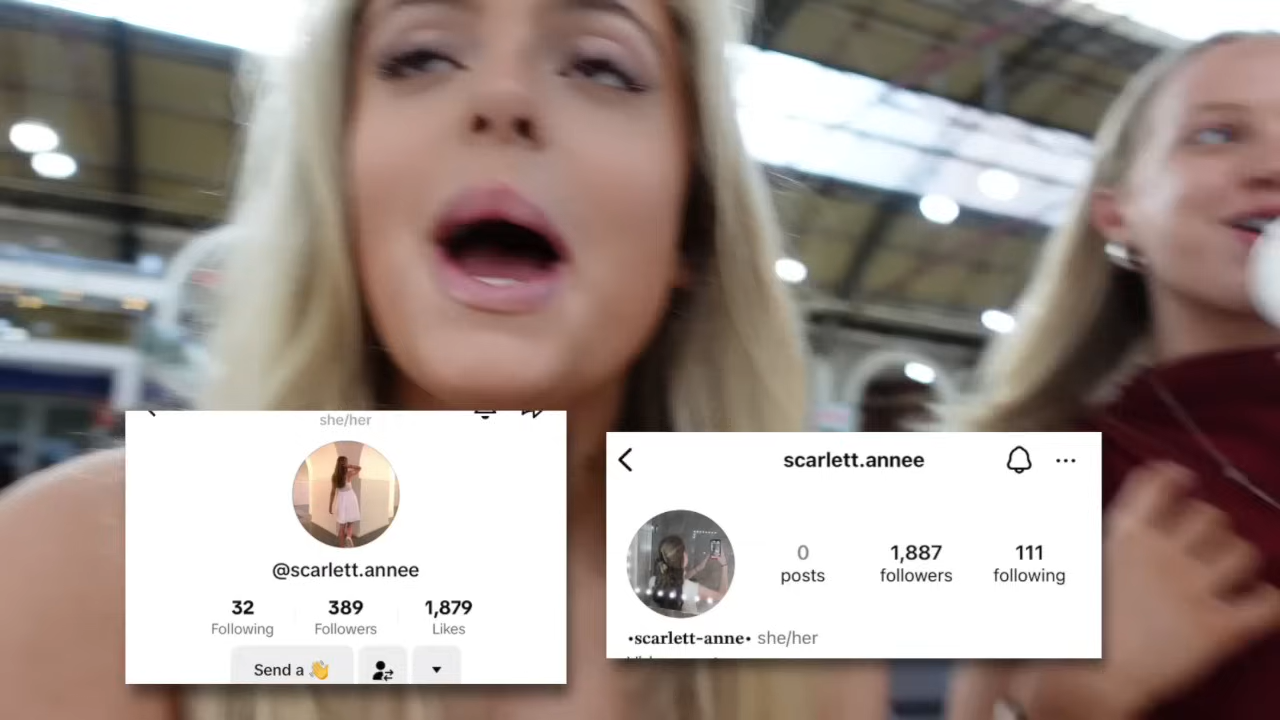 she/her
@scarlett.annee
32 389 1,879
Following Followers Likes
Send a 👋
scarlett.annee
0 1,887 111
posts followers following
•scarlett-anne• she/her